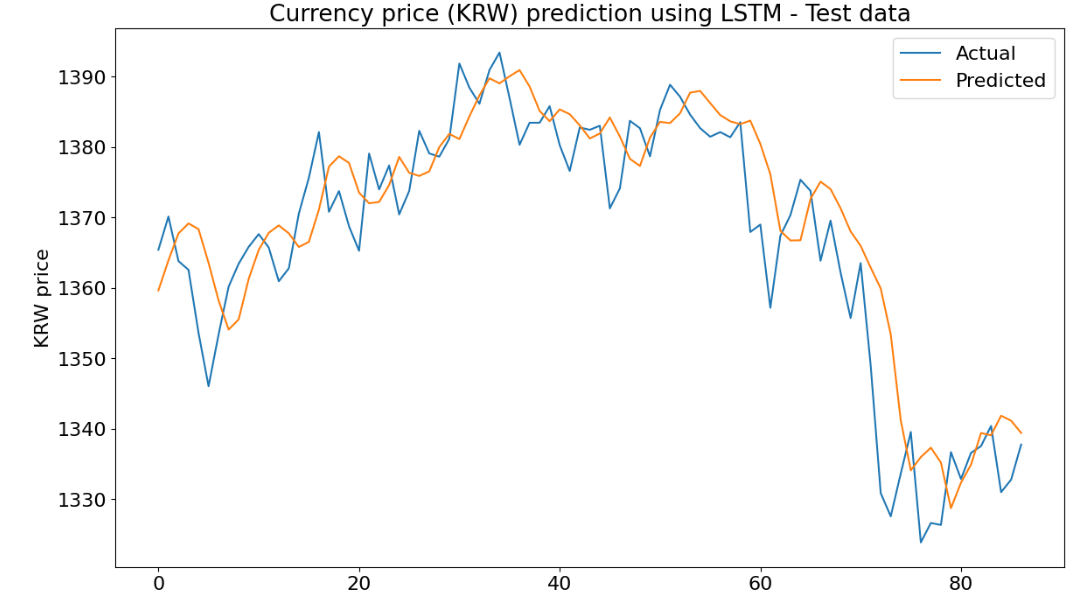 Currency price (KRW) prediction using LSTM - Test data
Actual
Predicted
KRW price
1390
1380
1370
1360
1350
1340
1330
0 20 40 60 80